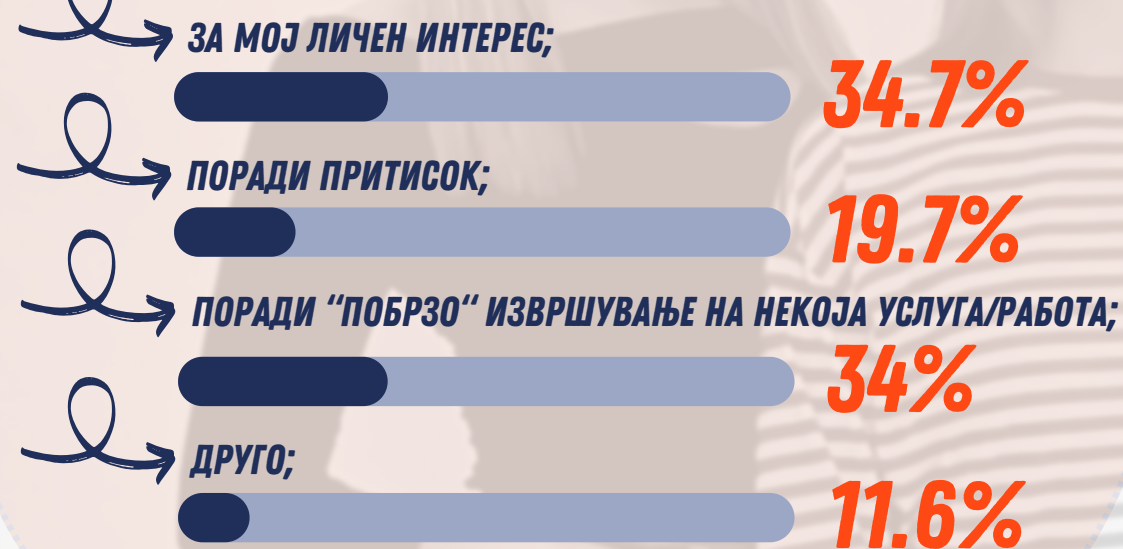 ЗА МОЈ ЛИЧЕН ИНТЕРЕС;
34.7%
ПОРАДИ ПРИТИСОК;
19.7%
ПОРАДИ “ПОБРЗО“ ИЗВРШУВАЊЕ НА НЕКОЈА УСЛУГА/РАБОТА;
34%
ДРУГО;
11.6%